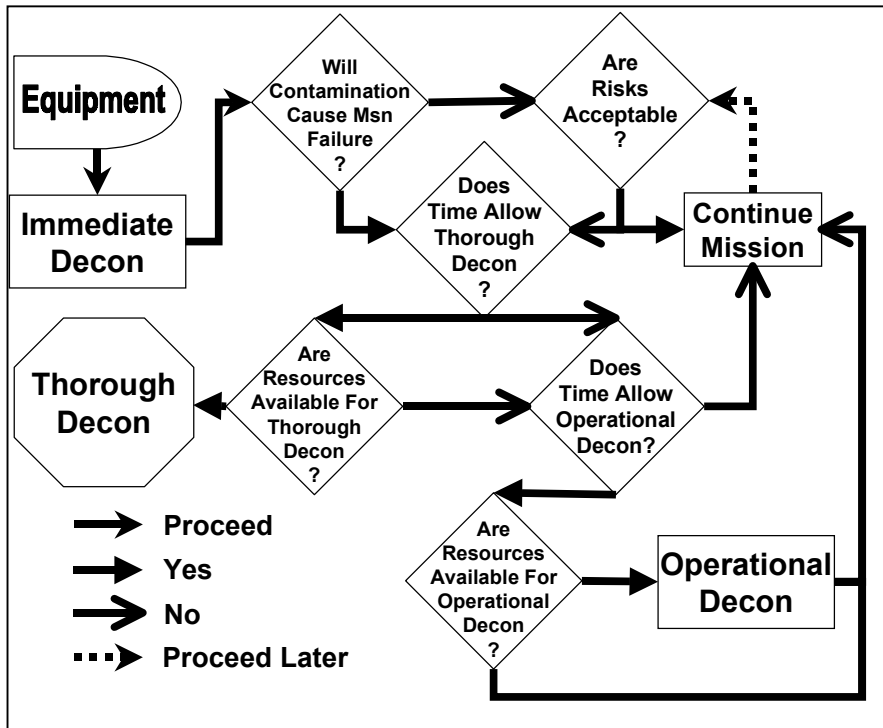 Equipment
Immediate
Decon
Will
Contamination
Cause Msn
Failure
?
Are
Risks
Acceptable
?
Does
Time Allow
Thorough
Decon
?
Continue
Mission
Thorough
Decon
Are
Resources
Available For
Thorough
Decon
?
Does
Time Allow
Operational
Decon?
Are
Resources
Available For
Operational
Decon
?
Operational
Decon
Proceed
Yes
No
Proceed Later